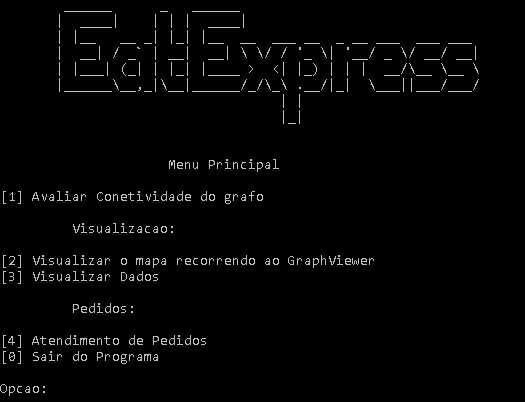 EatExpress
Menu Principal
[1] Avaliar Conetividade do grafo
Visualizacao:
[2] Visualizar o mapa recorrendo ao GraphViewer
[3] Visualizar Dados
Pedidos:
[4] Atendimento de Pedidos
[0] Sair do Programa
Opcao: